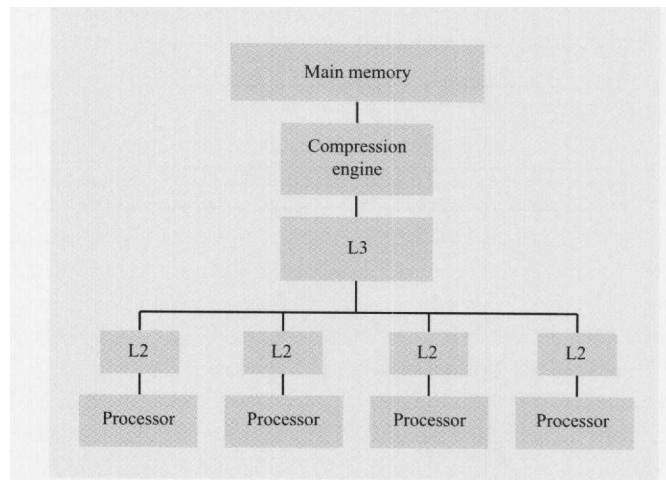 Main memory
Compression
engine
L3
L2
L2
L2
L2
Processor
Processor
Processor
Processor